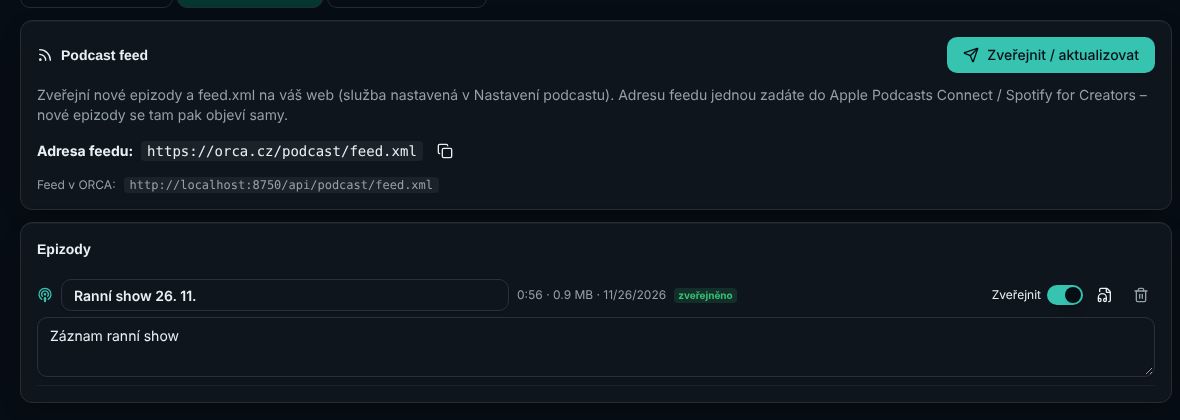 Podcast feed
Zveřejnit / aktualizovat
Zveřejní nové epizody a feed.xml na váš web (služba nastavená v Nastavení podcastu). Adresu feedu jednou zadáte do Apple Podcasts Connect / Spotify for Creators –
nové epizody se tam pak objeví samy.
Adresa feedu: https://orca.cz/podcast/feed.xml
Feed v ORCA: http://localhost:8750/api/podcast/feed.xml
Epizody
Ranní show 26. 11. 0:56 · 0.9 MB · 11/26/2026 zveřejněno Zveřejnit
Záznam ranní show